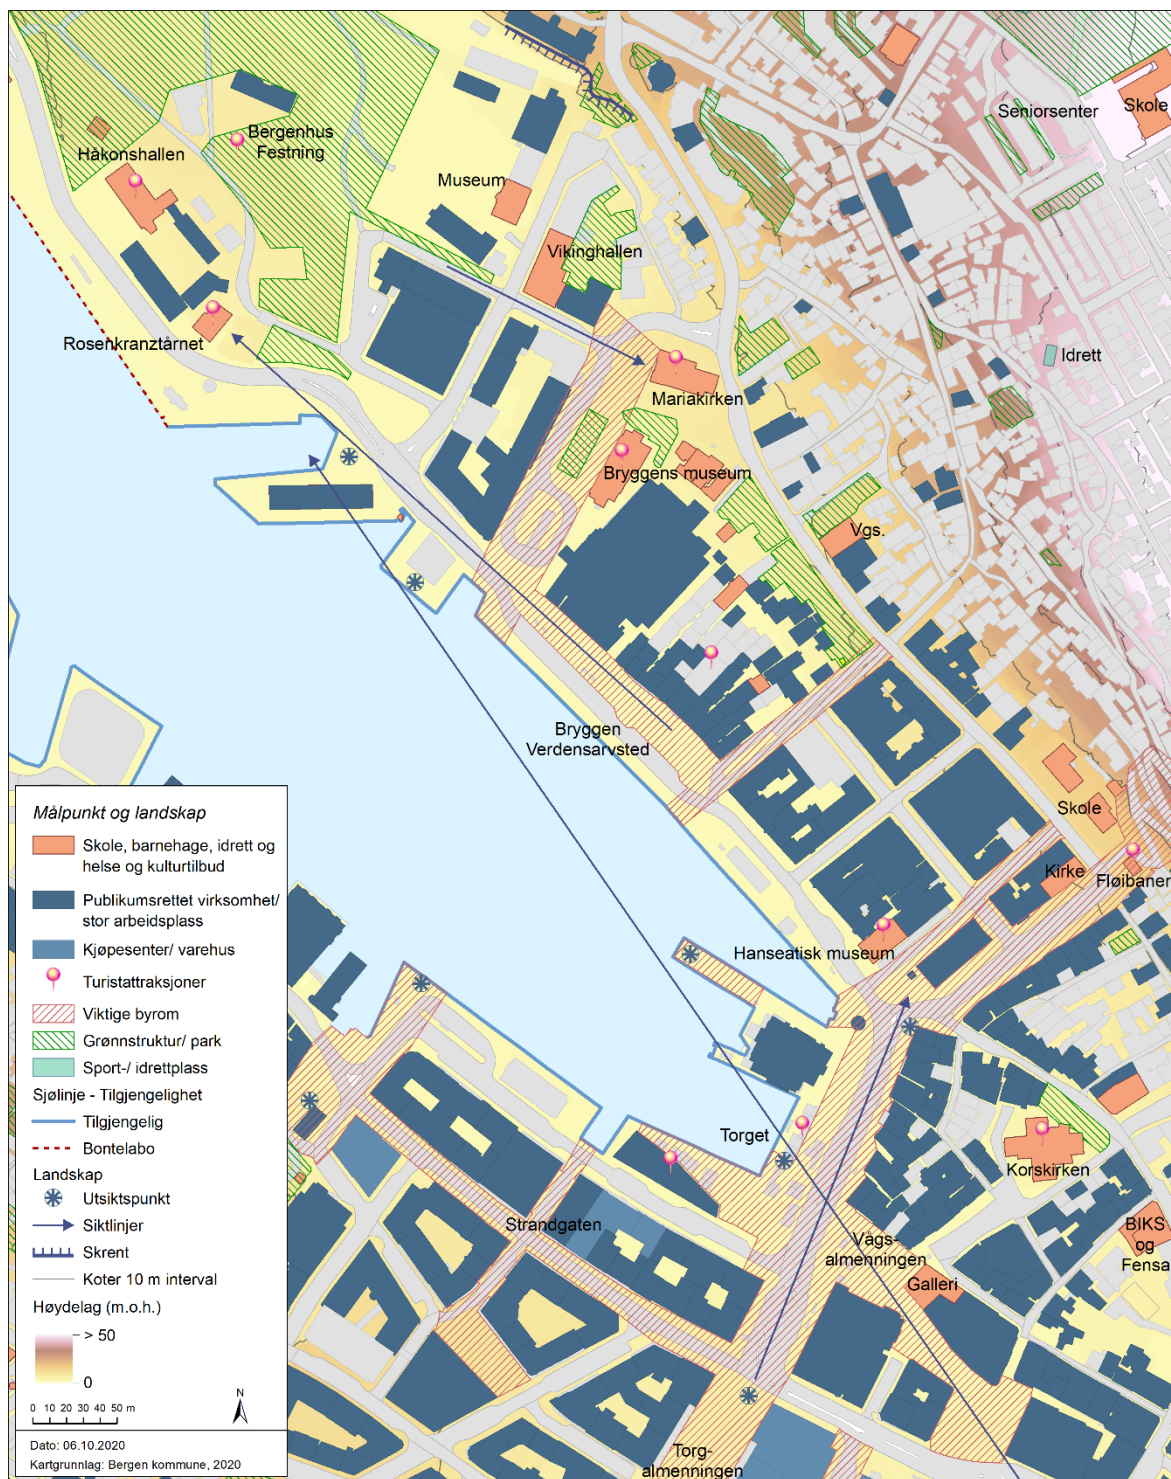 Seniorsenter
Skole
Bergenhus
Festning
Håkonshallen
Museum
Vikinghallen
Rosenkranztårnet
Idrett
Mariakirken
Bryggens museum
Vgs.
Bryggen
Verdensarvsted
Skole
Kirke
Fløibanen
Hanseatisk museum
Torget
Korskirken
Strandgaten
Vågs-
almenningen
BIKS
og
Fensa
Galleri
Torg-
almenningen
Målpunkt og landskap
Skole, barnehage, idrett og
helse og kulturtilbud
Publikumsrettet virksomhet/
stor arbeidsplass
Kjøpesenter/ varehus
Turistattraksjoner
Viktige byrom
Grønnstruktur/ park
Sport-/ idrettplass
Sjølinje - Tilgjengelighet
Tilgjengelig
Bontelabo
Landskap
Utsiktspunkt
Siktlinjer
Skrent
Koter 10 m interval
Høydelag (m.o.h.)
> 50
0
N
0 10 20 30 40 50 m
Dato: 06.10.2020
Kartgrunnlag: Bergen kommune, 2020